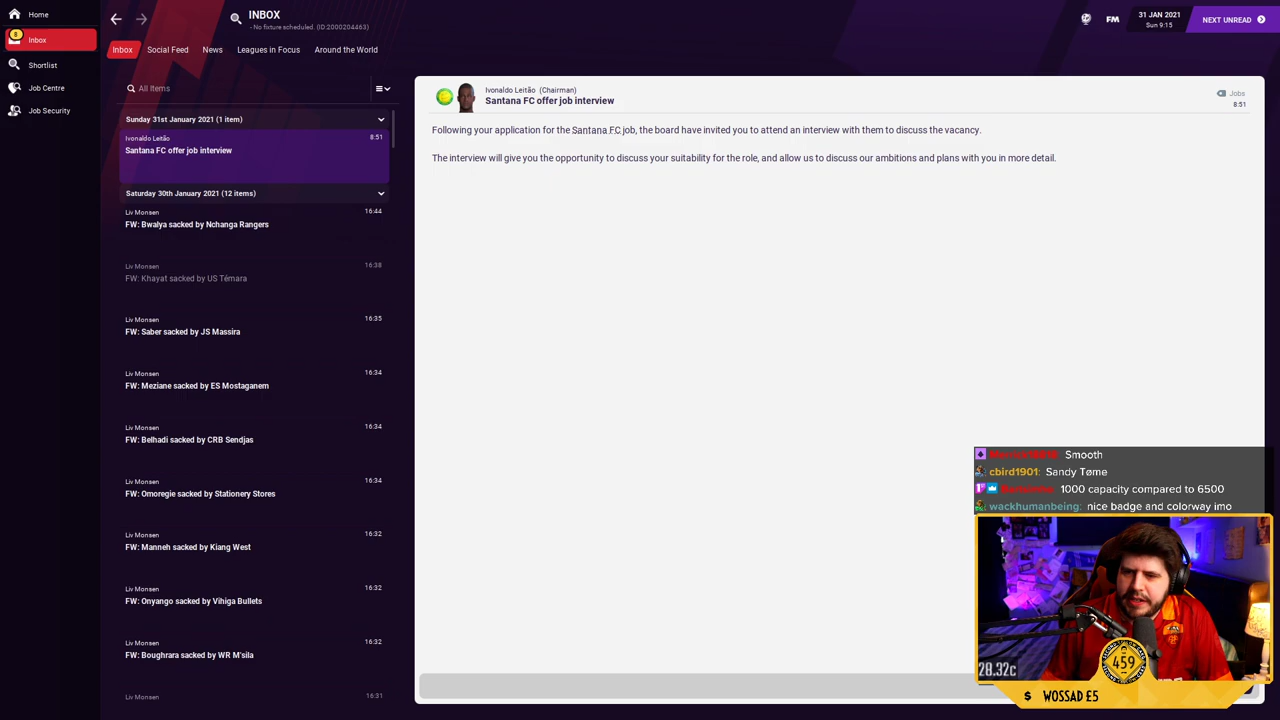 Home
8
Inbox
Shortlist
Job Centre
Job Security
INBOX
- No fixture scheduled. (ID:2000204463)
FM
31 JAN 2021
Sun 9:15
NEXT UNREAD
Inbox
Social Feed
News
Leagues in Focus
Around the World
All Items
Sunday 31st January 2021 (1 item)
Ivonaldo Leitão
8:51
Santana FC offer job interview
Saturday 30th January 2021 (12 items)
Liv Monsen
16:44
FW: Bwalya sacked by Nchanga Rangers
Liv Monsen
16:38
FW: Khayat sacked by US Témara
Liv Monsen
16:35
FW: Saber sacked by JS Massira
Liv Monsen
16:34
FW: Meziane sacked by ES Mostaganem
Liv Monsen
16:34
FW: Belhadi sacked by CRB Sendjas
Liv Monsen
16:34
FW: Omoregie sacked by Stationery Stores
Liv Monsen
16:32
FW: Manneh sacked by Kiang West
Liv Monsen
16:32
FW: Onyango sacked by Vihiga Bullets
Liv Monsen
16:32
FW: Boughrara sacked by WR M'sila
Liv Monsen
16:31
Ivonaldo Leitão (Chairman)
Santana FC offer job interview
Jobs
8:51
Following your application for the Santana FC job, the board have invited you to attend an interview with them to discuss the vacancy.
The interview will give you the opportunity to discuss your suitability for the role, and allow us to discuss our ambitions and plans with you in more detail.
Smooth
cbird1901: Sandy Tøme
1000 capacity compared to 6500
wackhumanbeing: nice badge and colorway imo
28.32c
459
$ WOSSAD £5